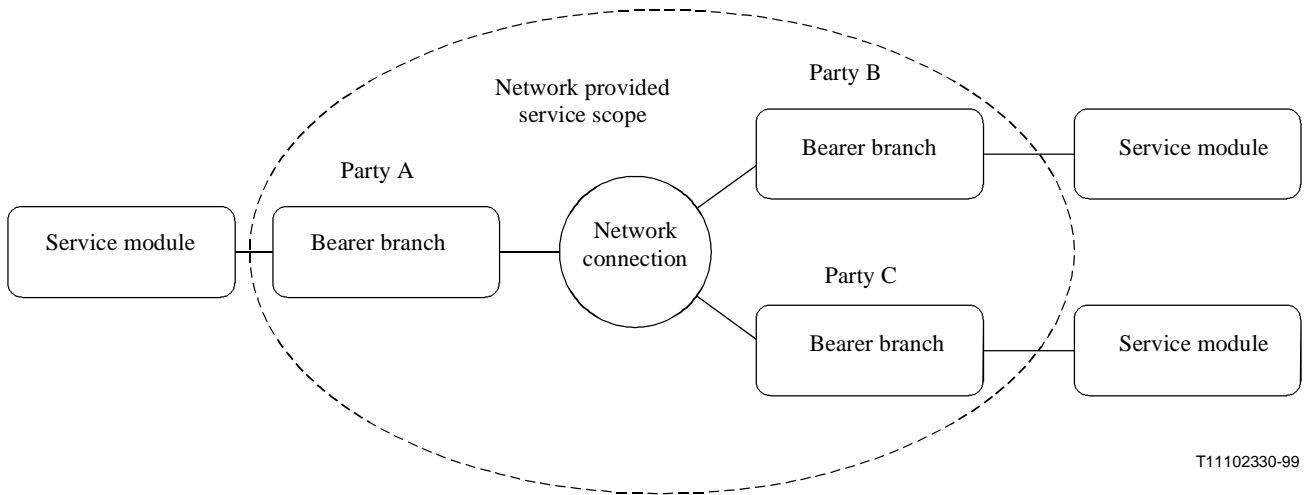 Party B
Network provided
service scope
Bearer branch
Service module
Party A
Service module
Bearer branch
Network
connection
Party C
Bearer branch
Service module
T11102330-99